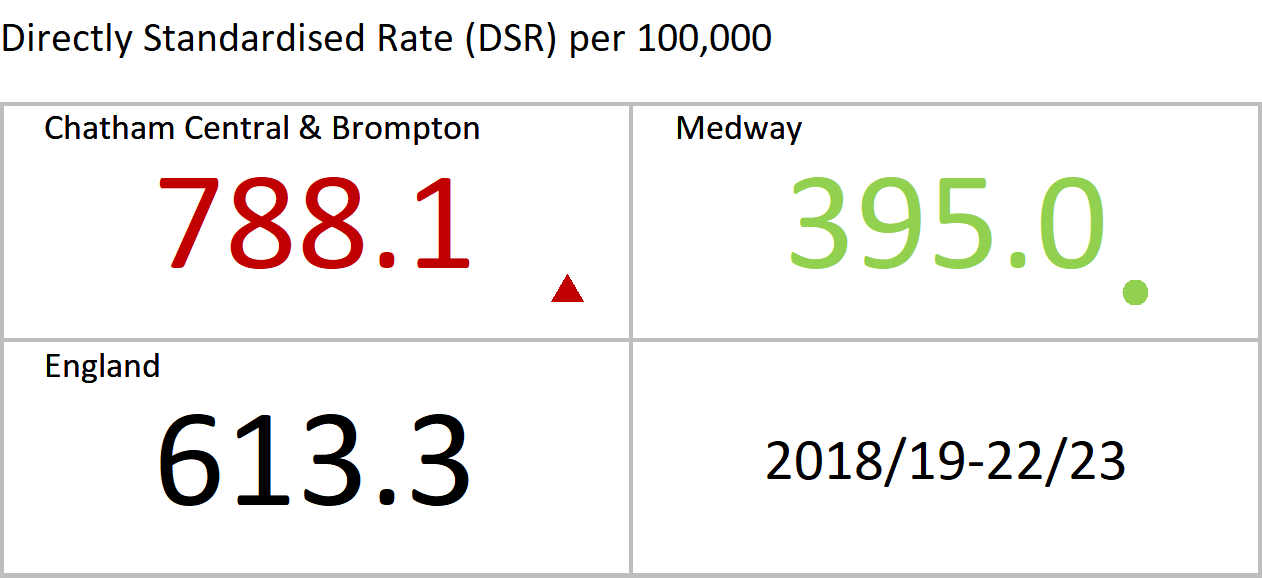 Directly Standardised Rate (DSR) per 100,000
Chatham Central & Brompton
788.1
Medway
395.0
England
613.3
2018/19-22/23